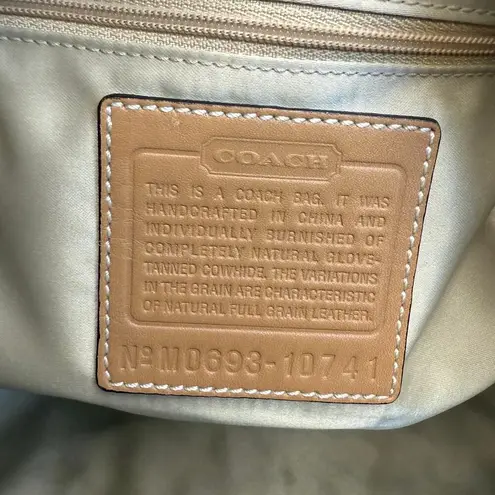 COACH
THIS IS A COACH BAG. IT WAS
HANDCRAFTED IN CHINA AND
INDIVIDUALLY BURNISHED OF
COMPLETELY NATURAL GLOVE-
TANNED COWHIDE. THE VARIATIONS
IN THE GRAIN ARE CHARACTERISTIC
OF NATURAL FULL GRAIN LEATHER.
Nº M0693-10741